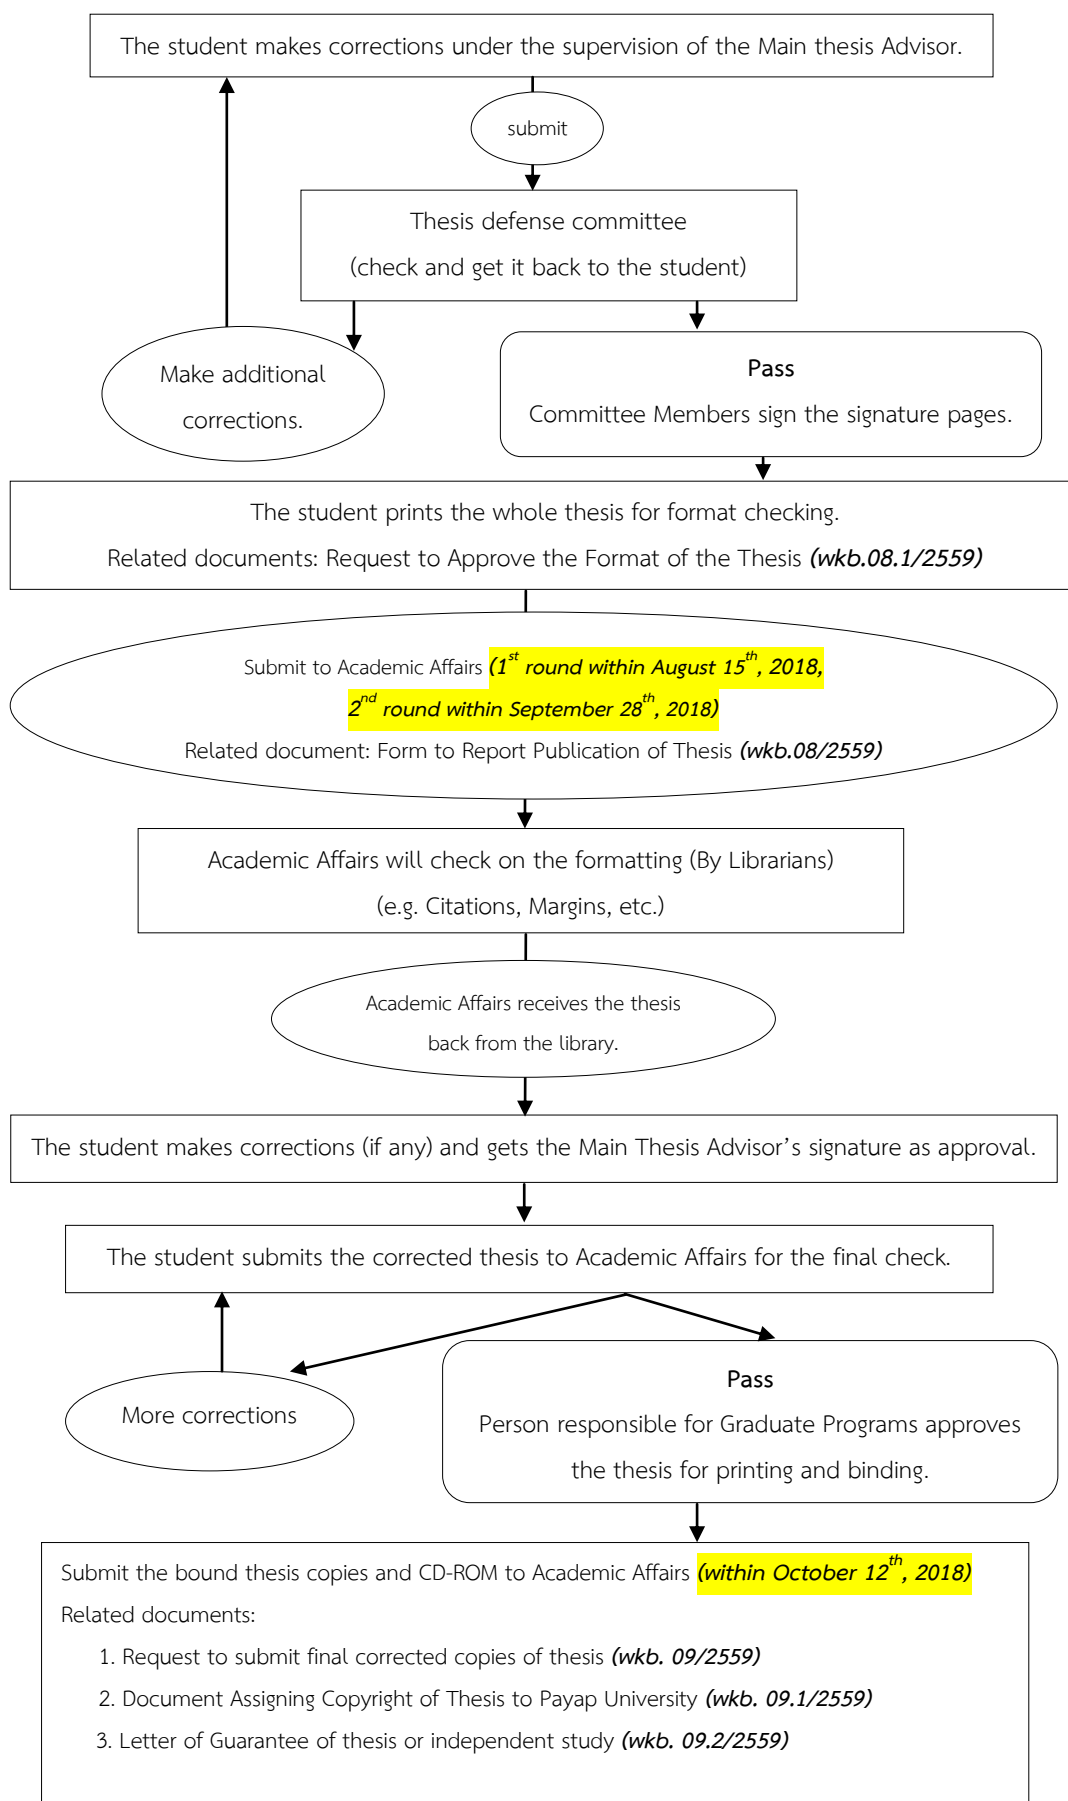 The student makes corrections under the supervision of the Main thesis Advisor.
submit
Thesis defense committee
(check and get it back to the student)
Make additional
corrections.
Pass
Committee Members sign the signature pages.
The student prints the whole thesis for format checking.
Related documents: Request to Approve the Format of the Thesis (wkb.08.1/2559)
Submit to Academic Affairs (1st round within August 15th, 2018,
2nd round within September 28th, 2018)
Related document: Form to Report Publication of Thesis (wkb.08/2559)
Academic Affairs will check on the formatting (By Librarians)
(e.g. Citations, Margins, etc.)
Academic Affairs receives the thesis
back from the library.
The student makes corrections (if any) and gets the Main Thesis Advisor’s signature as approval.
The student submits the corrected thesis to Academic Affairs for the final check.
More corrections
Pass
Person responsible for Graduate Programs approves
the thesis for printing and binding.
Submit the bound thesis copies and CD-ROM to Academic Affairs (within October 12th, 2018)
Related documents:
1. Request to submit final corrected copies of thesis (wkb. 09/2559)
2. Document Assigning Copyright of Thesis to Payap University (wkb. 09.1/2559)
3. Letter of Guarantee of thesis or independent study (wkb. 09.2/2559)